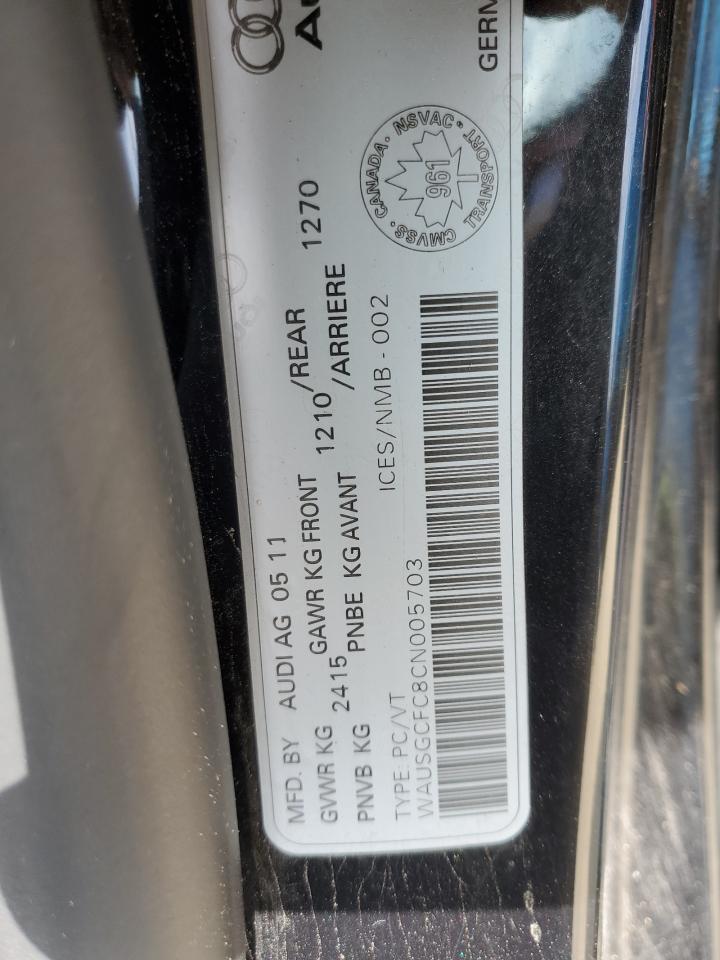 MFD. BY AUDI AG 05 11
GVWR KG 2415 GAWR KG FRONT 1210/REAR 1270
PNVB KG PNBE KG AVANT /ARRIERE
ICES/NMB-002
TYPE: PC/VT
WAUSGCFC8CN005703
CMVSS. CANADA. NSVAC. TRANSPORT
961
GERM